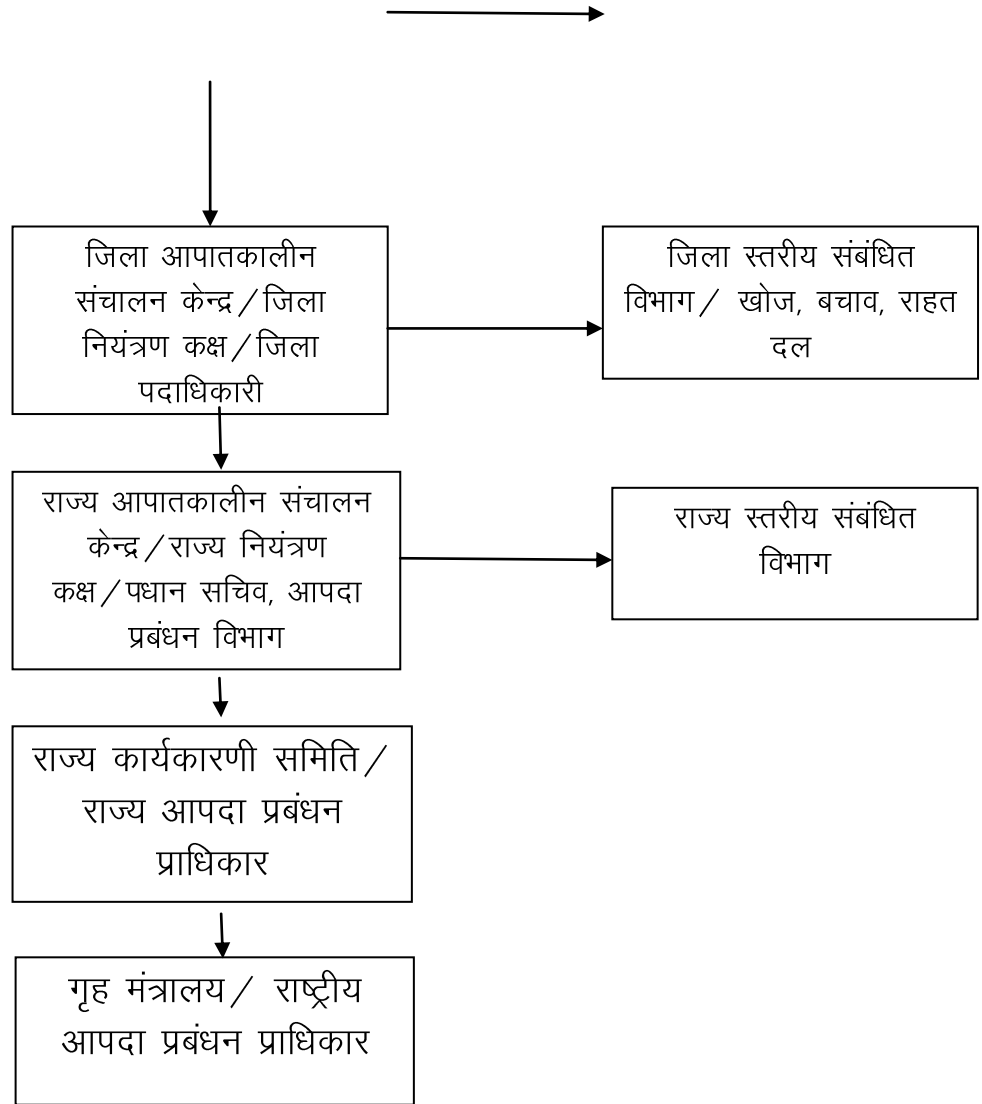 जिला आपातकालीन
संचालन केन्द्र/जिला
नियंत्रण कक्ष/जिला
पदाधिकारी
जिला स्तरीय संबंधित
विभाग/ खोज, बचाव, राहत
दल
राज्य आपातकालीन संचालन
केन्द्र/राज्य नियंत्रण
कक्ष/पधान सचिव, आपदा
प्रबंधन विभाग
राज्य स्तरीय संबंधित
विभाग
राज्य कार्यकारणी समिति/
राज्य आपदा प्रबंधन
प्राधिकार
गृह मंत्रालय/ राष्ट्रीय
आपदा प्रबंधन प्राधिकार